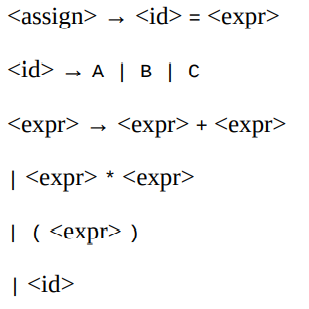 <assign> → <id> = <expr>
<id> → A | B | C
<expr> → <expr> + <expr>
| <expr> * <expr>
| ( <expr> )
| <id>